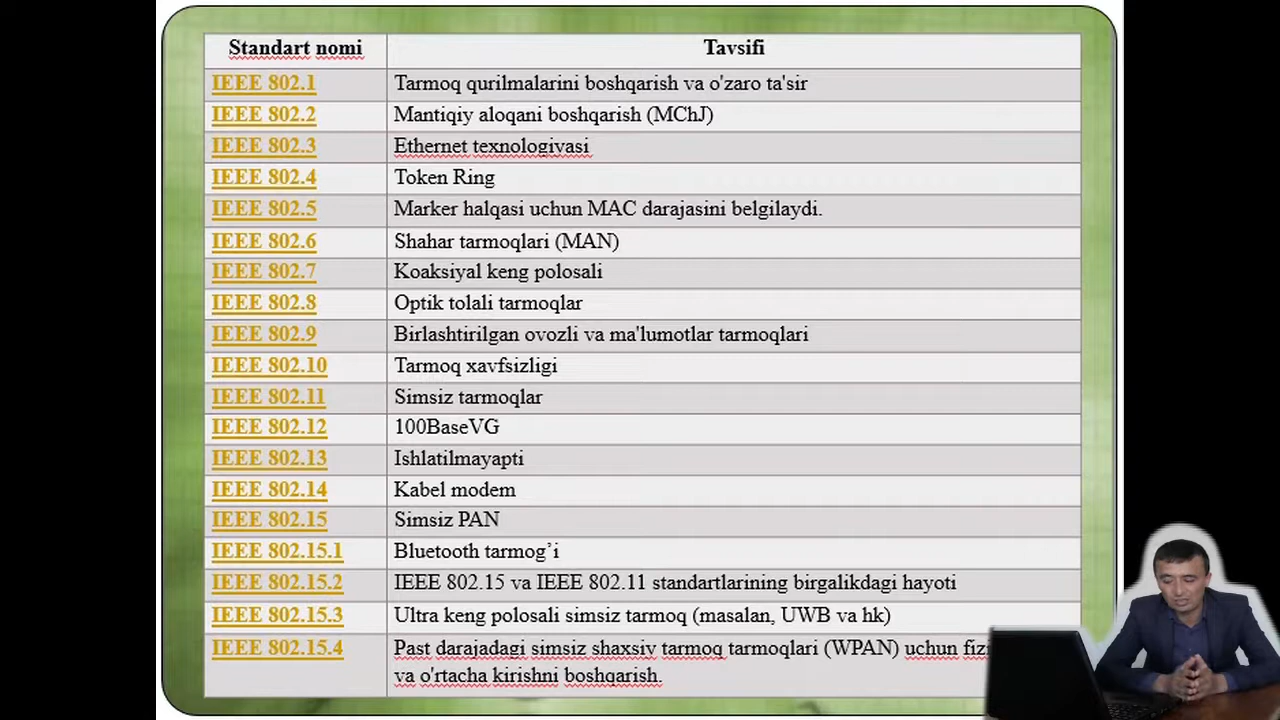 Standart nomi Tavsifi
IEEE 802.1 Tarmoq qurilmalarini boshqarish va o'zaro ta'sir
IEEE 802.2 Mantiqiy aloqani boshqarish (MChJ)
IEEE 802.3 Ethernet texnologiyasi
IEEE 802.4 Token Ring
IEEE 802.5 Marker halqasi uchun MAC darajasini belgilaydi.
IEEE 802.6 Shahar tarmoqlari (MAN)
IEEE 802.7 Koaksiyal keng polosali
IEEE 802.8 Optik tolali tarmoqlar
IEEE 802.9 Birlashtirilgan ovozli va ma'lumotlar tarmoqlari
IEEE 802.10 Tarmoq xavfsizligi
IEEE 802.11 Simsiz tarmoqlar
IEEE 802.12 100BaseVG
IEEE 802.13 Ishlatilmayapti
IEEE 802.14 Kabel modem
IEEE 802.15 Simsiz PAN
IEEE 802.15.1 Bluetooth tarmog’i
IEEE 802.15.2 IEEE 802.15 va IEEE 802.11 standartlarining birgalikdagi hayoti
IEEE 802.15.3 Ultra keng polosali simsiz tarmoq (masalan, UWB va hk)
IEEE 802.15.4 Past darajadagi simsiz shaxsiy tarmoq tarmoqlari (WPAN) uchun
va o'rtacha kirishni boshqarish.